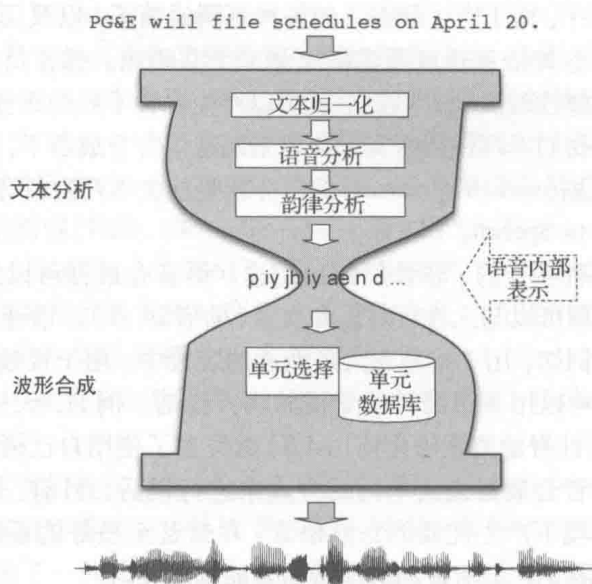 PG&E will file schedules on April 20.
文本归一化
语音分析
文本分析
韵律分析
p iy jh iy ae n d ...
语音内部
表示
单元选择
单元
数据库
波形合成